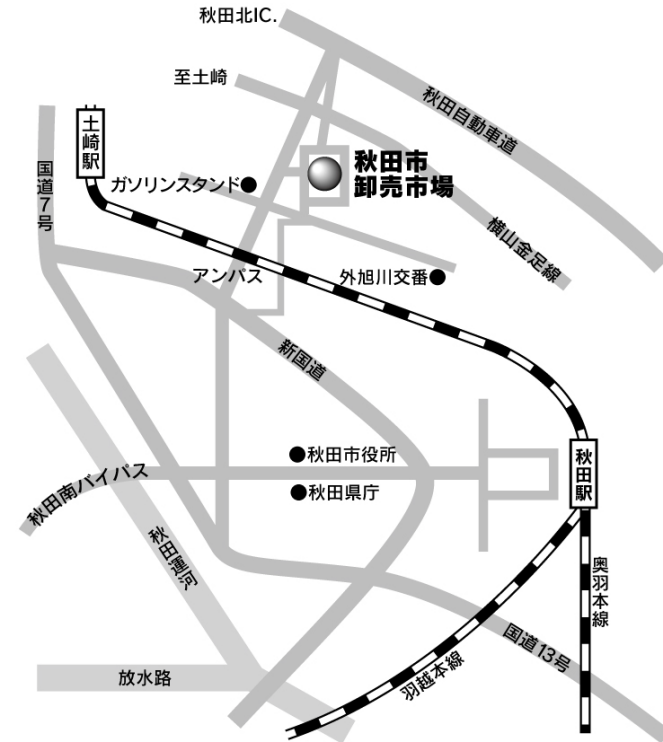 秋田北IC.
至土崎
秋田自動車道
土崎駅
国道7号
ガソリンスタンド
秋田市
卸売市場
横山金足線
アンパス
外旭川交番
新国道
秋田市役所
秋田県庁
秋田駅
秋田南バイパス
秋田運河
奥羽本線
国道13号
羽越本線
放水路